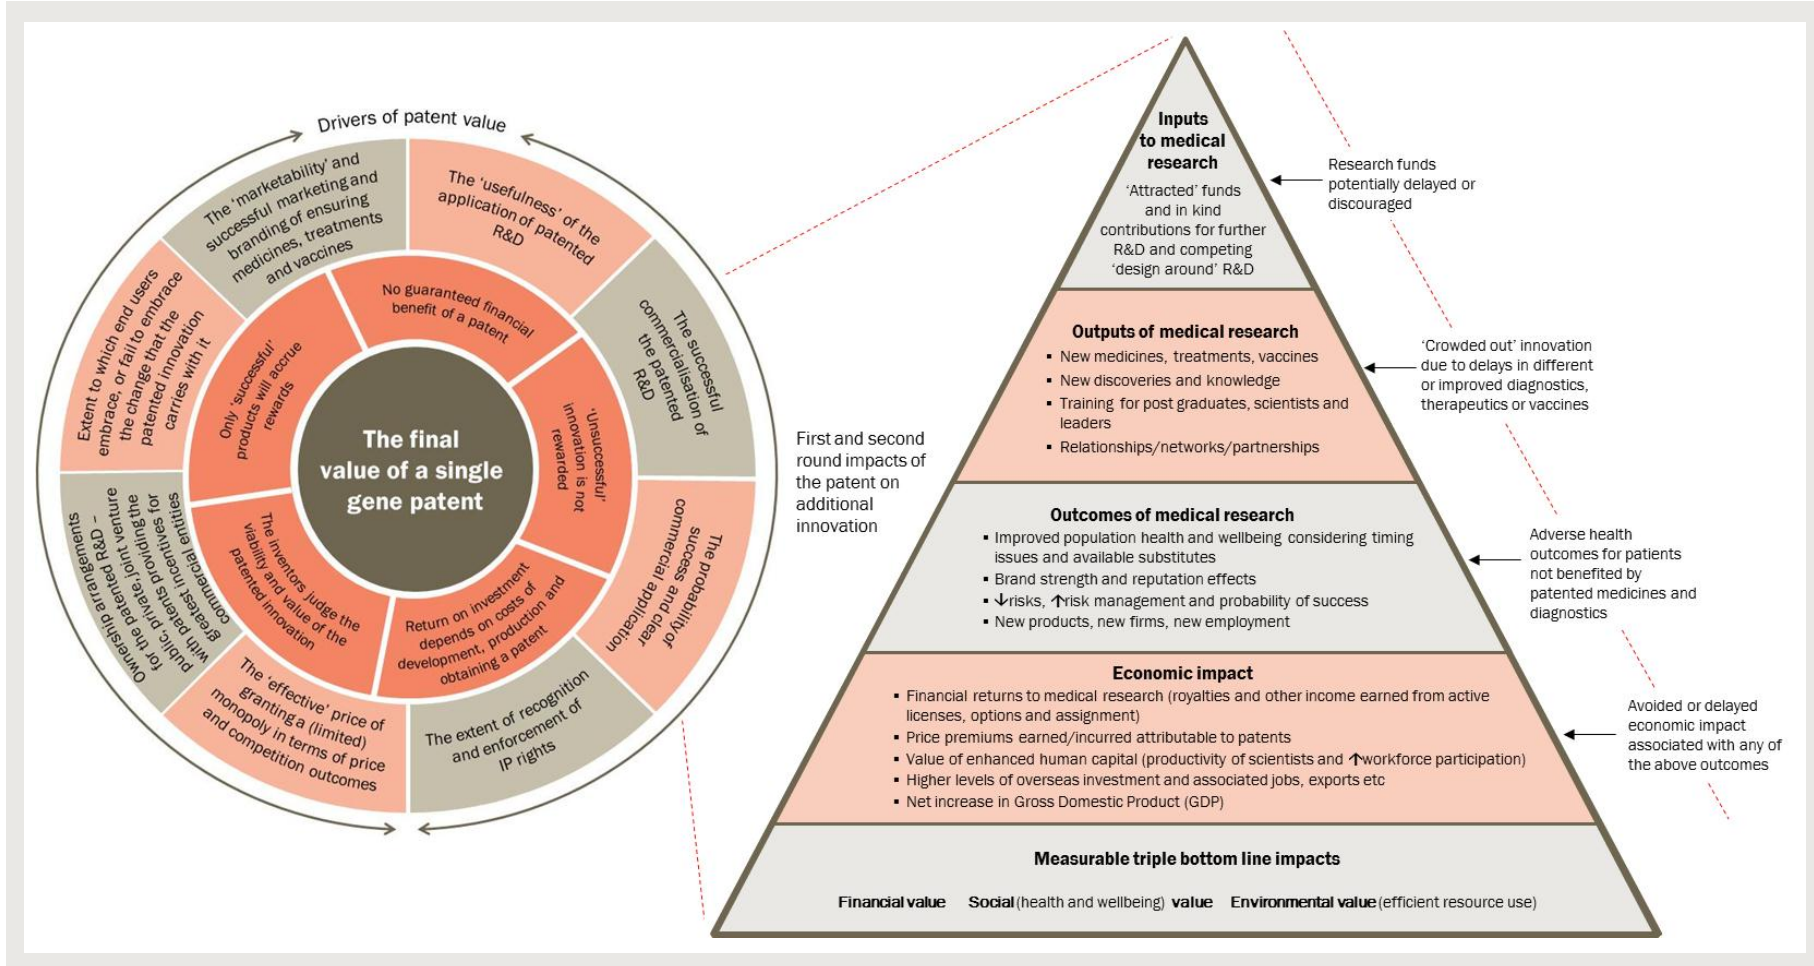 Drivers of patent value
The ‘usefulness’ of the
application of patented
R&D
The successful
commercialisation of
the patented
R&D
The probability of
success and clear
commercial application
The extent of recognition
and enforcement of
IP rights
The ‘effective’ price of
granting a (limited)
monopoly in terms of price
and competition outcomes
Ownership arrangements
for the patented R&D –
public, private, joint venture
with patents providing the
greatest incentives for
commercial entities
Extent to which end users
embrace, or fail to embrace
the change that the
patented innovation
carries with it
The ‘marketability’ and
successful marketing and
branding of ensuring
medicines, treatments
and vaccines
No guaranteed financial
benefit of a patent
‘Unsuccessful’
innovation is not
rewarded
Return on investment
depends on costs of
development, production and
obtaining a patent
The inventors judge the
viability and value of the
patented innovation
Only ‘successful’
products will accrue
rewards
The final
value of a single
gene patent
First and second
round impacts of
the patent on
additional
innovation
Inputs
to medical
research
‘Attracted’ funds
and in kind
contributions for further
R&D and competing
‘design around’ R&D
Research funds
potentially delayed or
discouraged
Outputs of medical research
▪ New medicines, treatments, vaccines
▪ New discoveries and knowledge
▪ Training for post graduates, scientists and
leaders
▪ Relationships/networks/partnerships
‘Crowded out’ innovation
due to delays in different
or improved diagnostics,
therapeutics or vaccines
Outcomes of medical research
▪ Improved population health and wellbeing considering timing
issues and available substitutes
▪ Brand strength and reputation effects
▪ ↓risks, ↑risk management and probability of success
▪ New products, new firms, new employment
Adverse health
outcomes for patients
not benefited by
patented medicines and
diagnostics
Economic impact
▪ Financial returns to medical research (royalties and other income earned from active
licenses, options and assignment)
▪ Price premiums earned/incurred attributable to patents
▪ Value of enhanced human capital (productivity of scientists and ↑workforce participation)
▪ Higher levels of overseas investment and associated jobs, exports etc
▪ Net increase in Gross Domestic Product (GDP)
Avoided or delayed
economic impact
associated with any of
the above outcomes
Measurable triple bottom line impacts
Financial value Social (health and wellbeing) value Environmental value (efficient resource use)